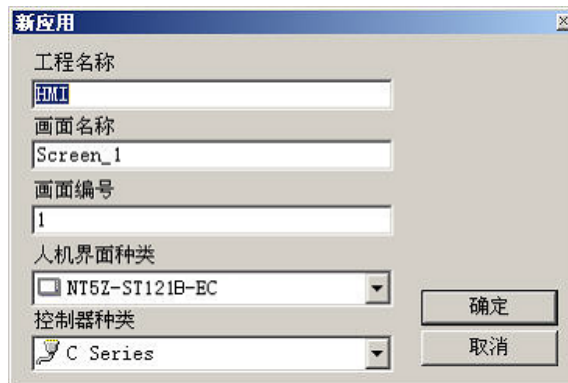 新应用
工程名称
HMI
画面名称
Screen_1
画面编号
1
人机界面种类
NT5Z-ST121B-EC
控制器种类
C Series
确定
取消